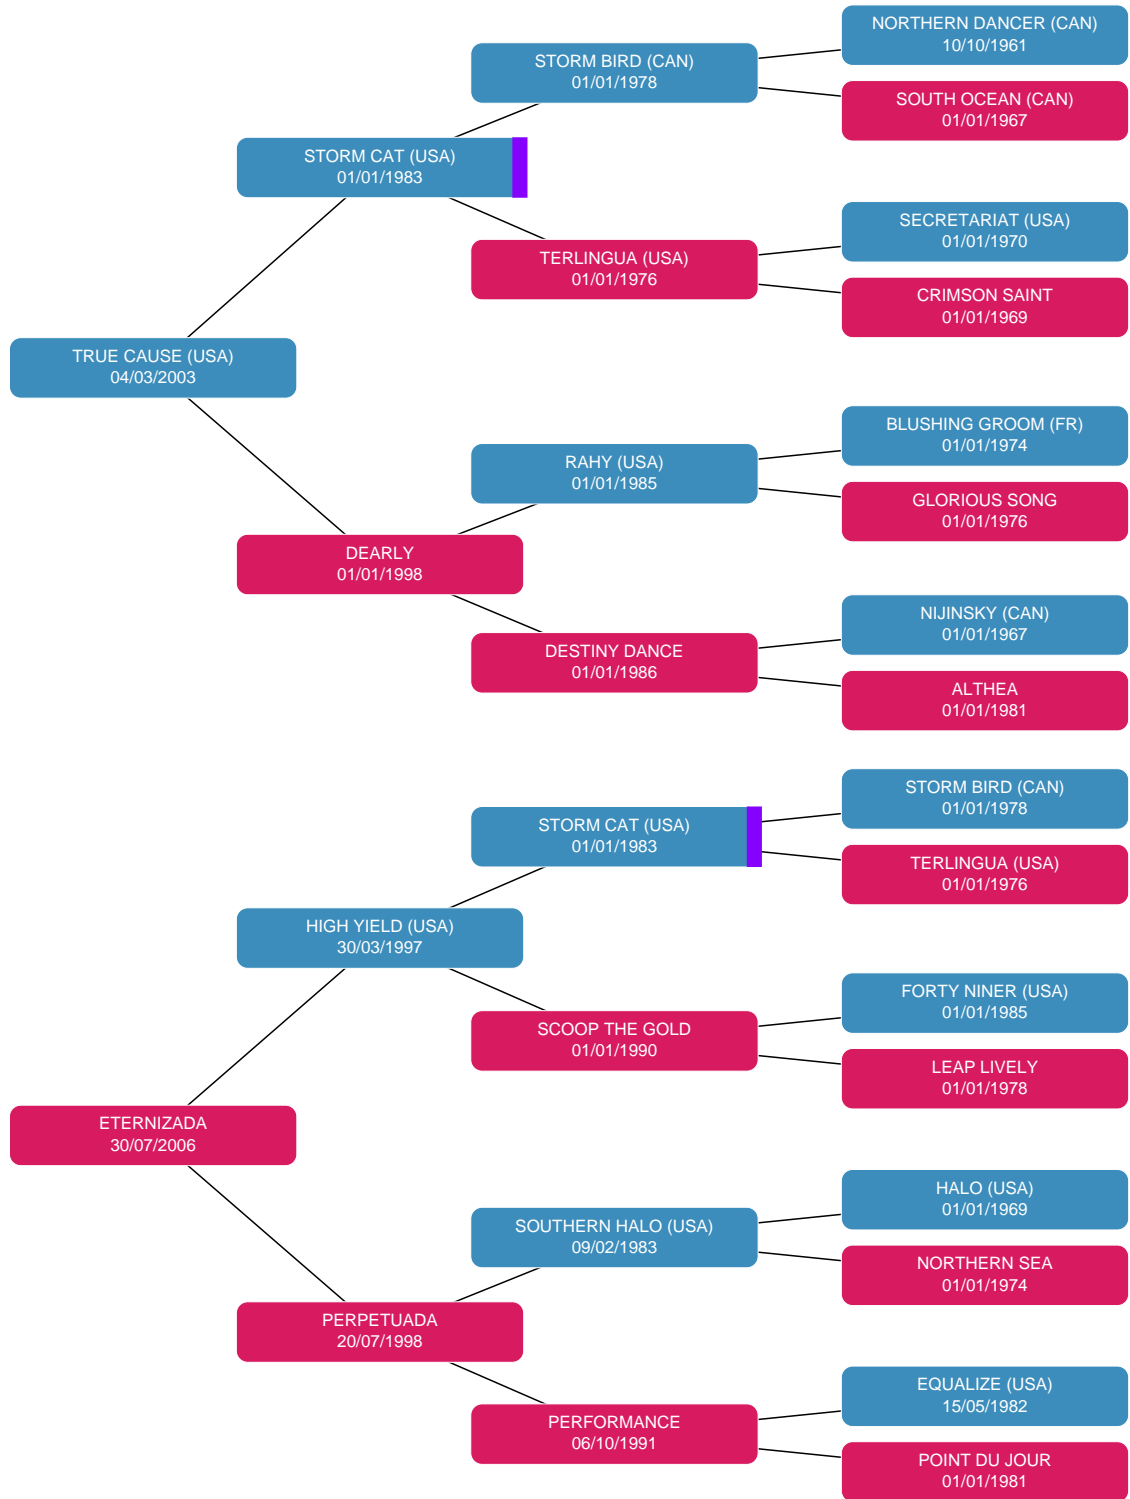 NORTHERN DANCER (CAN)
10/10/1961
STORM BIRD (CAN)
01/01/1978
SOUTH OCEAN (CAN)
01/01/1967
STORM CAT (USA)
01/01/1983
SECRETARIAT (USA)
01/01/1970
TERLINGUA (USA)
01/01/1976
CRIMSON SAINT
01/01/1969
TRUE CAUSE (USA)
04/03/2003
BLUSHING GROOM (FR)
01/01/1974
RAHY (USA)
01/01/1985
GLORIOUS SONG
01/01/1976
DEARLY
01/01/1998
NIJINSKY (CAN)
01/01/1967
DESTINY DANCE
01/01/1986
ALTHEA
01/01/1981
STORM BIRD (CAN)
01/01/1978
STORM CAT (USA)
01/01/1983
TERLINGUA (USA)
01/01/1976
HIGH YIELD (USA)
30/03/1997
FORTY NINER (USA)
01/01/1985
SCOOP THE GOLD
01/01/1990
LEAP LIVELY
01/01/1978
ETERNIZADA
30/07/2006
HALO (USA)
01/01/1969
SOUTHERN HALO (USA)
09/02/1983
NORTHERN SEA
01/01/1974
PERPETUADA
20/07/1998
EQUALIZE (USA)
15/05/1982
PERFORMANCE
06/10/1991
POINT DU JOUR
01/01/1981